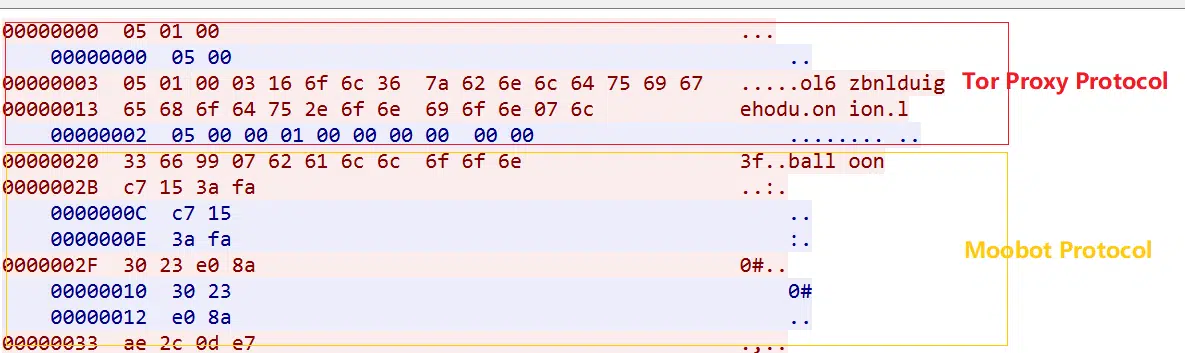 00000000  05 01 00                                           ...
    00000000  05 00                                              ..
00000003  05 01 00 03 16 6f 6c 36  7a 62 6e 6c 64 75 69 67   .....ol6 zbnlduig
00000013  65 68 6f 64 75 2e 6f 6e  69 6f 6e 07 6c            ehodu.on ion.l
Tor Proxy Protocol
    00000002  05 00 00 01 00 00 00 00  00 00                     ........ ..
00000020  33 66 99 07 62 61 6c 6c  6f 6f 6e                  3f..ball oon
0000002B  c7 15 3a fa                                        ..:.
    0000000C  c7 15                                              ..
    0000000E  3a fa                                              :.
Moobot Protocol
0000002F  30 23 e0 8a                                        0#..
    00000010  30 23                                              0#
    00000012  e0 8a                                              ..
00000033  ae 2c 0d e7                                        .,..